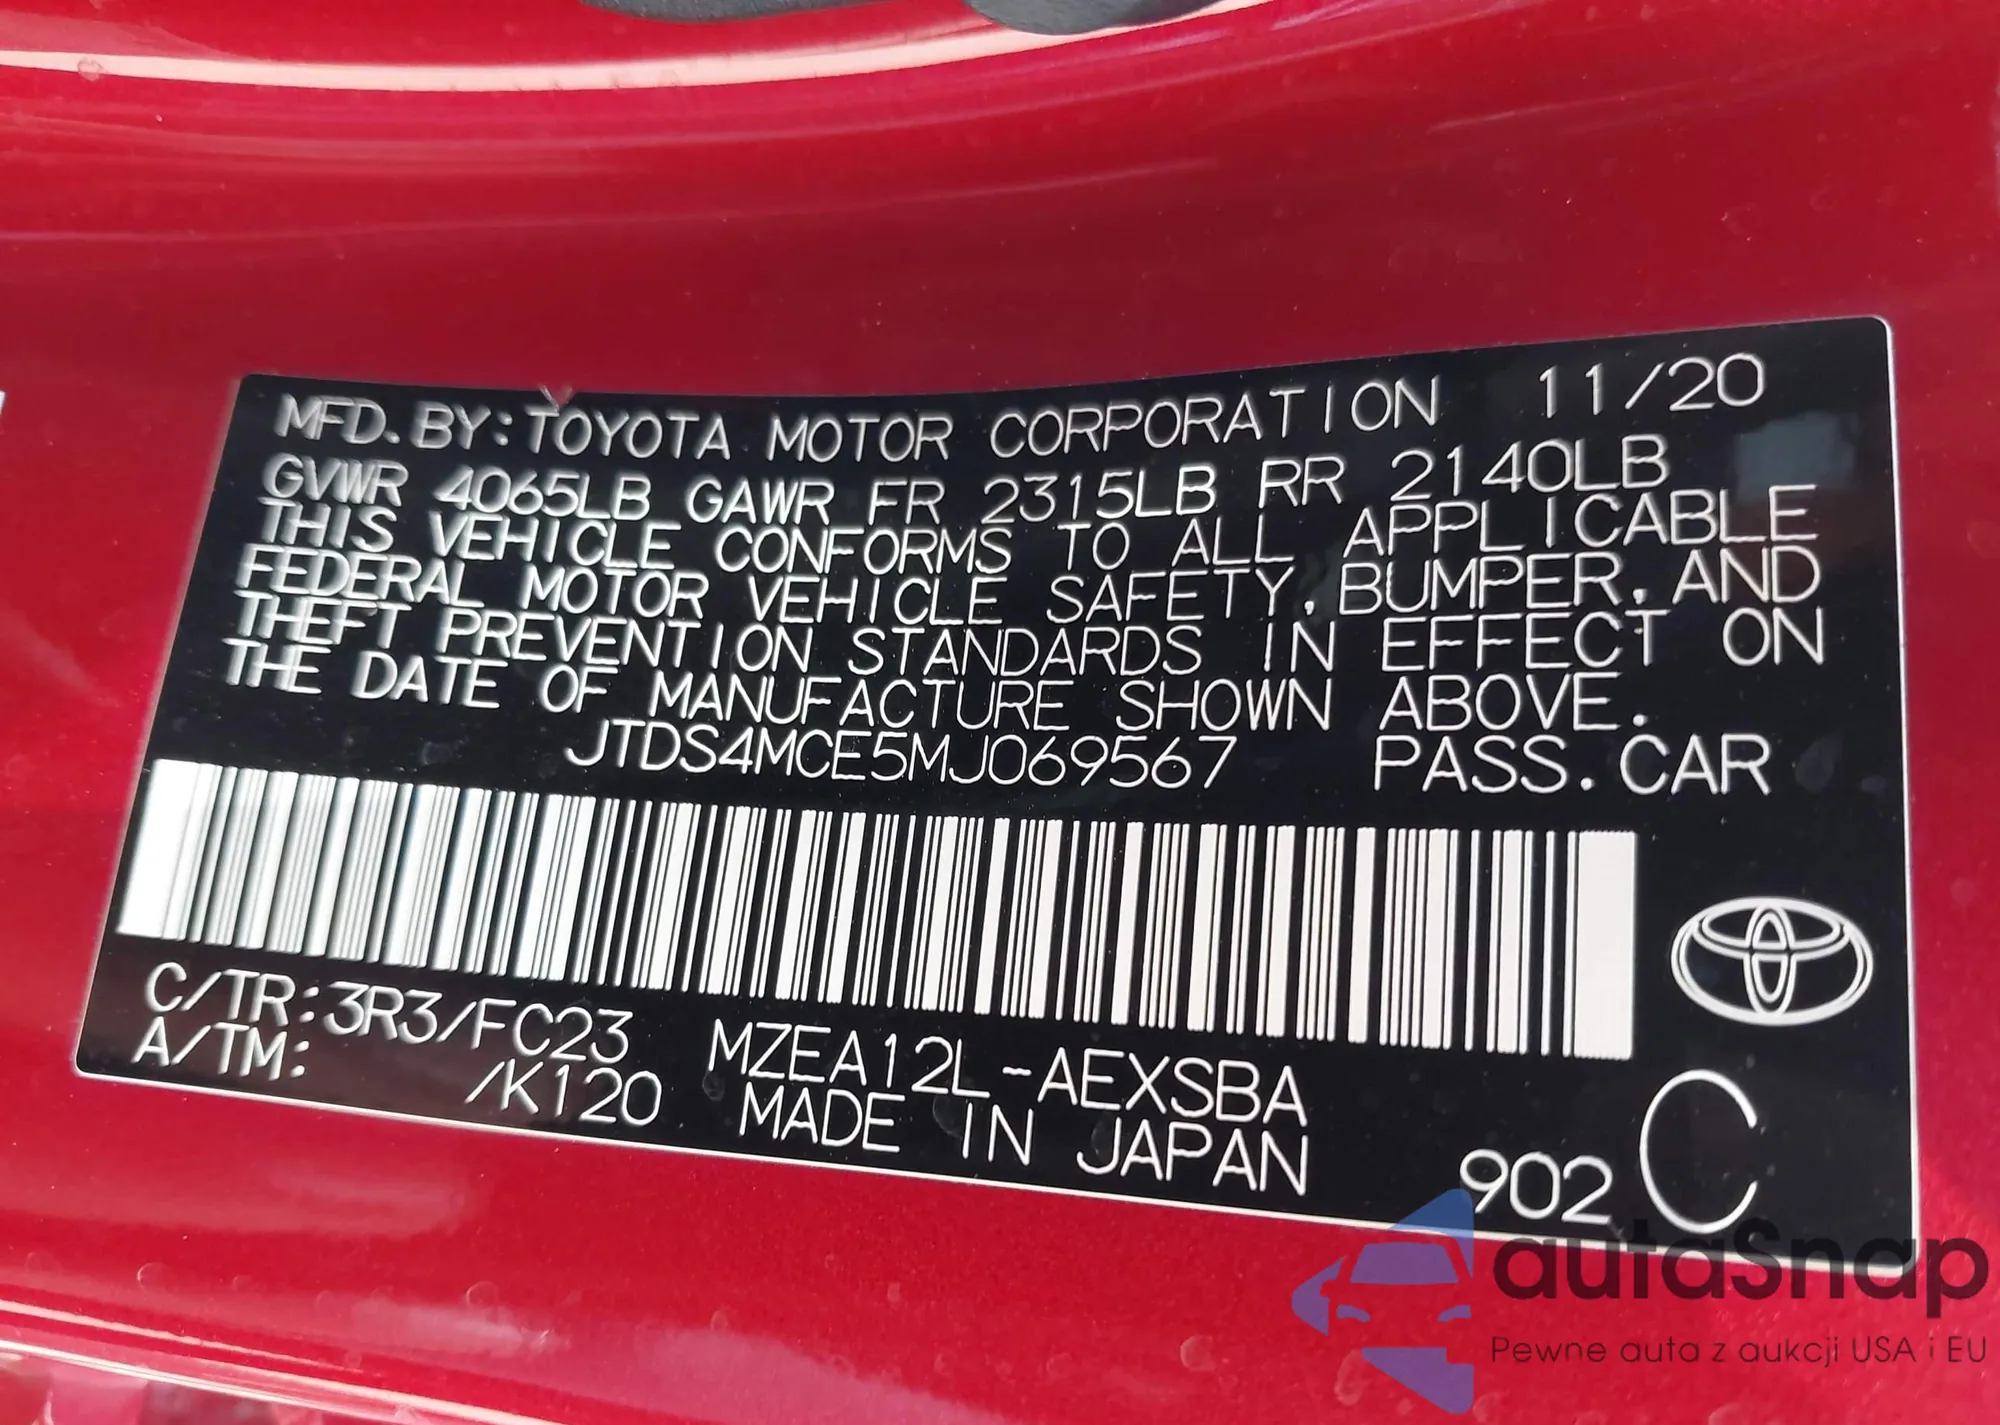 MFD. BY: TOYOTA MOTOR CORPORATION 11/20
GVWR 4065LB GAWR FR 2315LB RR 2140LB
THIS VEHICLE CONFORMS TO ALL APPLICABLE
FEDERAL MOTOR VEHICLE SAFETY, BUMPER, AND
THEFT PREVENTION STANDARDS IN EFFECT ON
THE DATE OF MANUFACTURE SHOWN ABOVE.
JTDS4MCE5MJ069567 PASS. CAR
C/TR: 3R3/FC23 MZEA12L-AEXSBA
A/TM: /K120 MADE IN JAPAN
902 C
autaSnap
Pewne auta z aukcji USA i EU